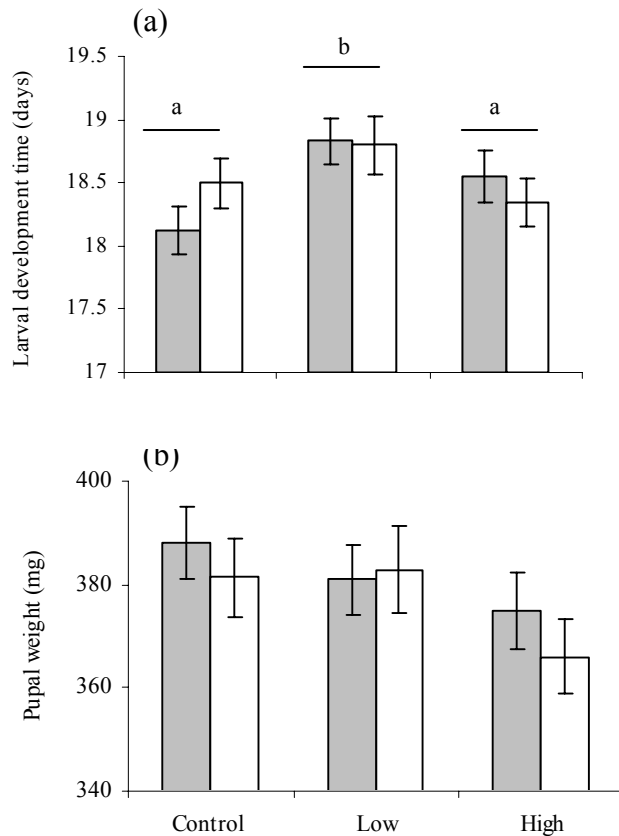 (a)
Larval development time (days)
19.5
19
18.5
18
17.5
17
a
b
a
(b)
Pupal weight (mg)
400
380
360
340
Control
Low
High